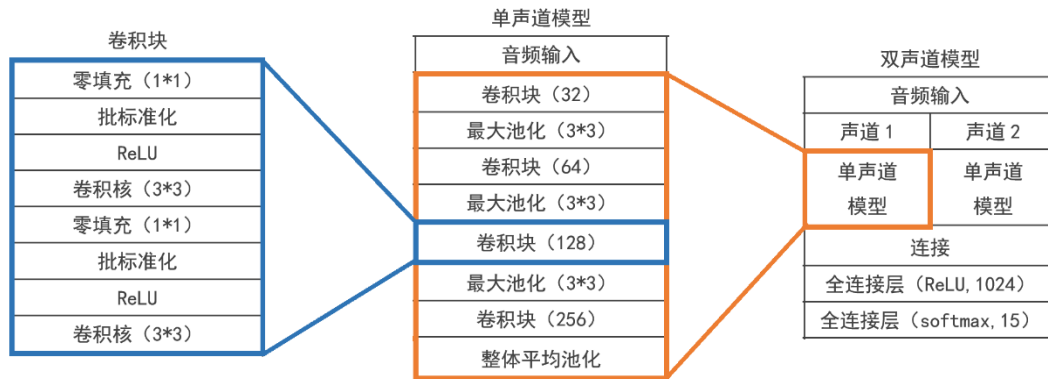 卷积块
零填充（1*1）
批标准化
ReLU
卷积核（3*3）
零填充（1*1）
批标准化
ReLU
卷积核（3*3）
单声道模型
音频输入
卷积块（32）
最大池化（3*3）
卷积块（64）
最大池化（3*3）
卷积块（128）
最大池化（3*3）
卷积块（256）
整体平均池化
双声道模型
音频输入
声道1 声道2
单声道 单声道
模型 模型
连接
全连接层（ReLU,1024）
全连接层（softmax,15）